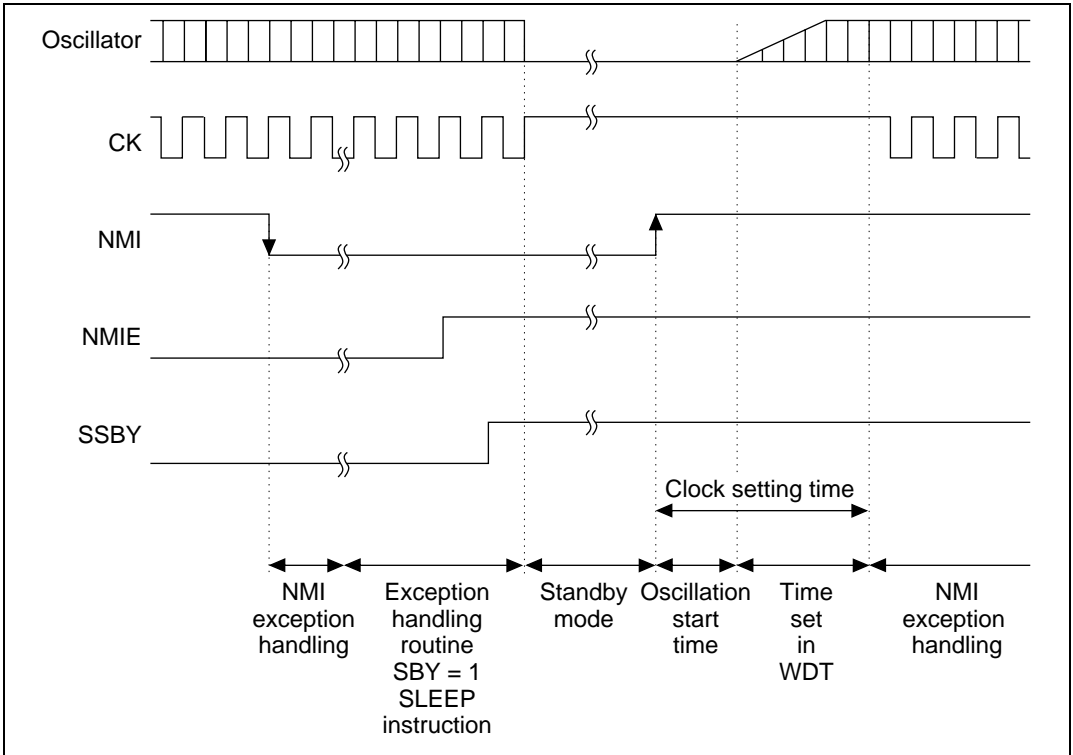 Oscillator
CK
NMI
NMIE
SSBY
Clock setting time
NMI
exception
handling
Exception
handling
routine
SBY = 1
SLEEP
instruction
Standby
mode
Oscillation
start
time
Time
set
in
WDT
NMI
exception
handling